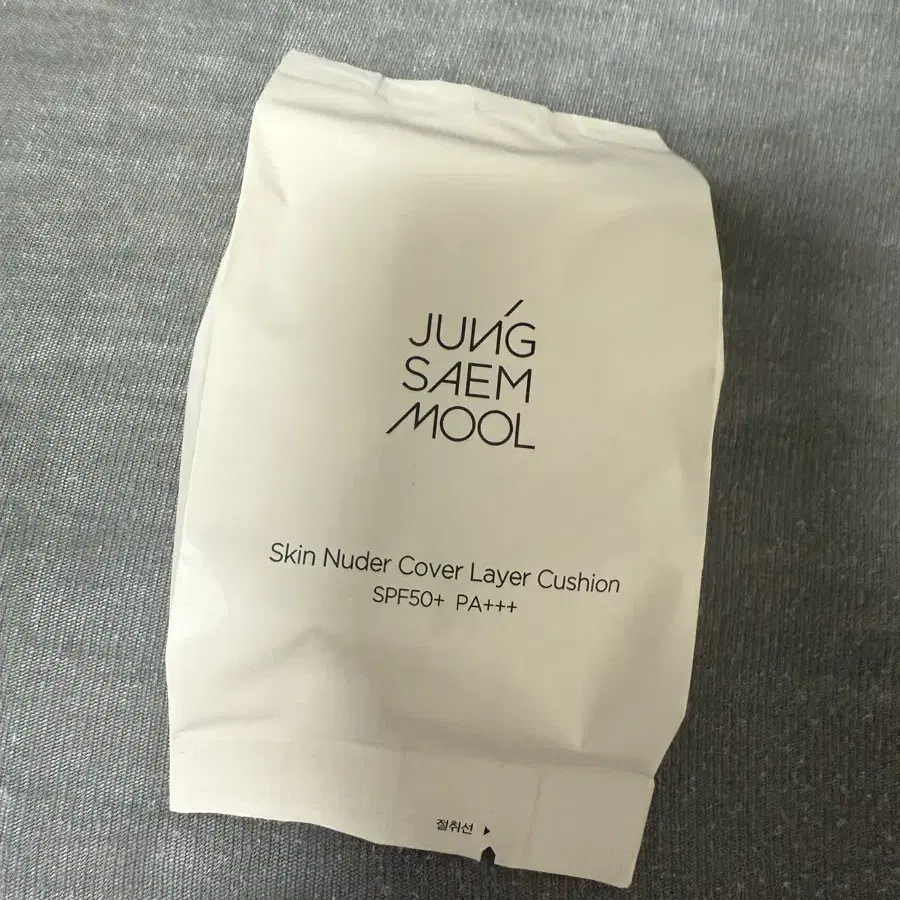 JUNG
SAEM
MOOL
Skin Nuder Cover Layer Cushion
SPF50+ PA+++
절취선 ▶